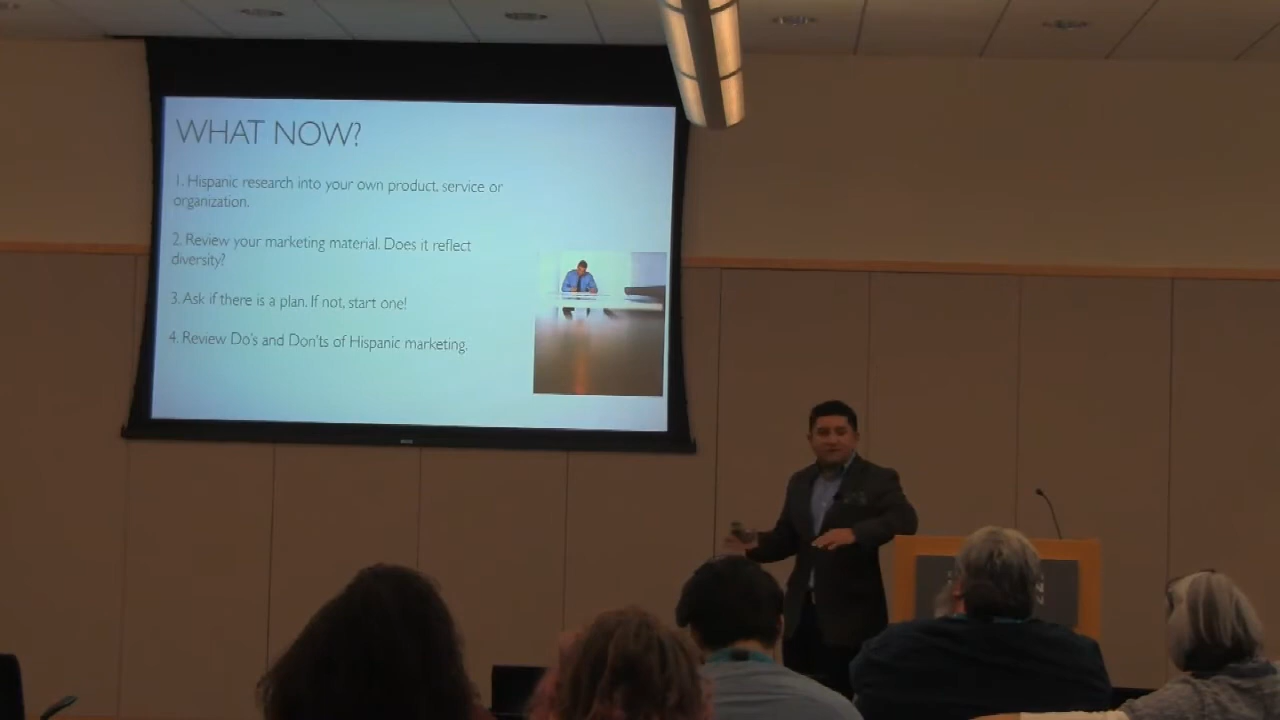 WHAT NOW?
1. Hispanic research into your own product, service or
organization.
2. Review your marketing material. Does it reflect
diversity?
3. Ask if there is a plan. If not, start one!
4. Review Do's and Don'ts of Hispanic marketing.